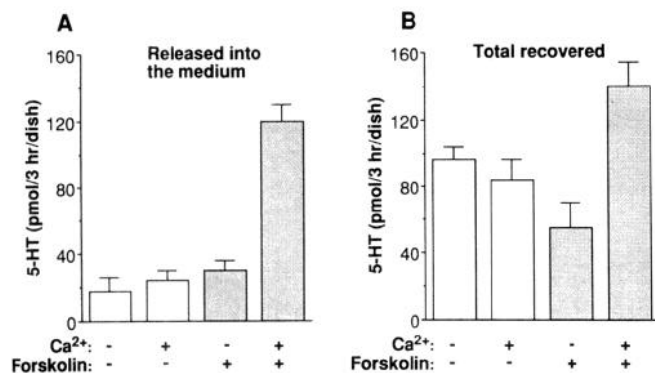 A
Released into
the medium
5-HT (pmol/3 hr/dish)
160
120
80
40
0
Ca²⁺: - + - +
Forskolin: - - + +
B
Total recovered
5-HT (pmol/3 hr/dish)
160
120
80
40
0
Ca²⁺: - + - +
Forskolin: - - + +